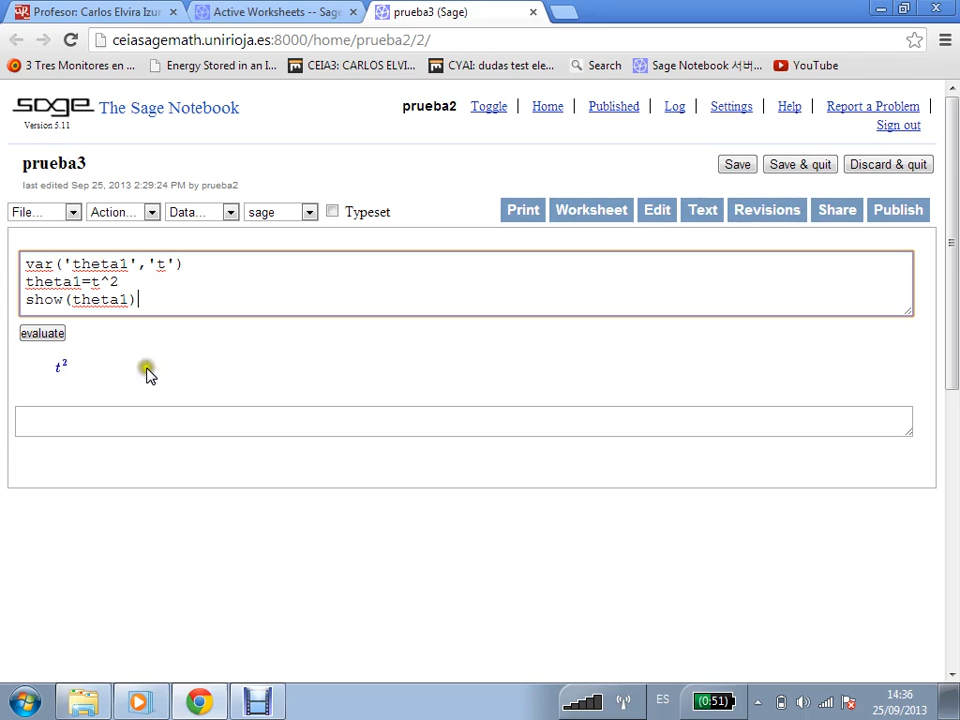 Profesor: Carlos Elvira Izur
Active Worksheets -- Sage
prueba3 (Sage)
ceiasagemath.unirioja.es:8000/home/prueba2/2/
3 Tres Monitores en ...
Energy Stored in an I...
CEIA3: CARLOS ELVI...
CYAI: dudas test ele...
Search
Sage Notebook 서버...
YouTube
sage The Sage Notebook
Version 5.11
prueba2 Toggle | Home | Published | Log | Settings | Help | Report a Problem |
Sign out
prueba3
Save Save & quit Discard & quit
last edited Sep 25, 2013 2:29:24 PM by prueba2
File... Action... Data... sage Typeset
Print Worksheet Edit Text Revisions Share Publish
var('theta1','t')
theta1=t^2
show(theta1)
evaluate
t²
ES
(0:51)
14:36
25/09/2013